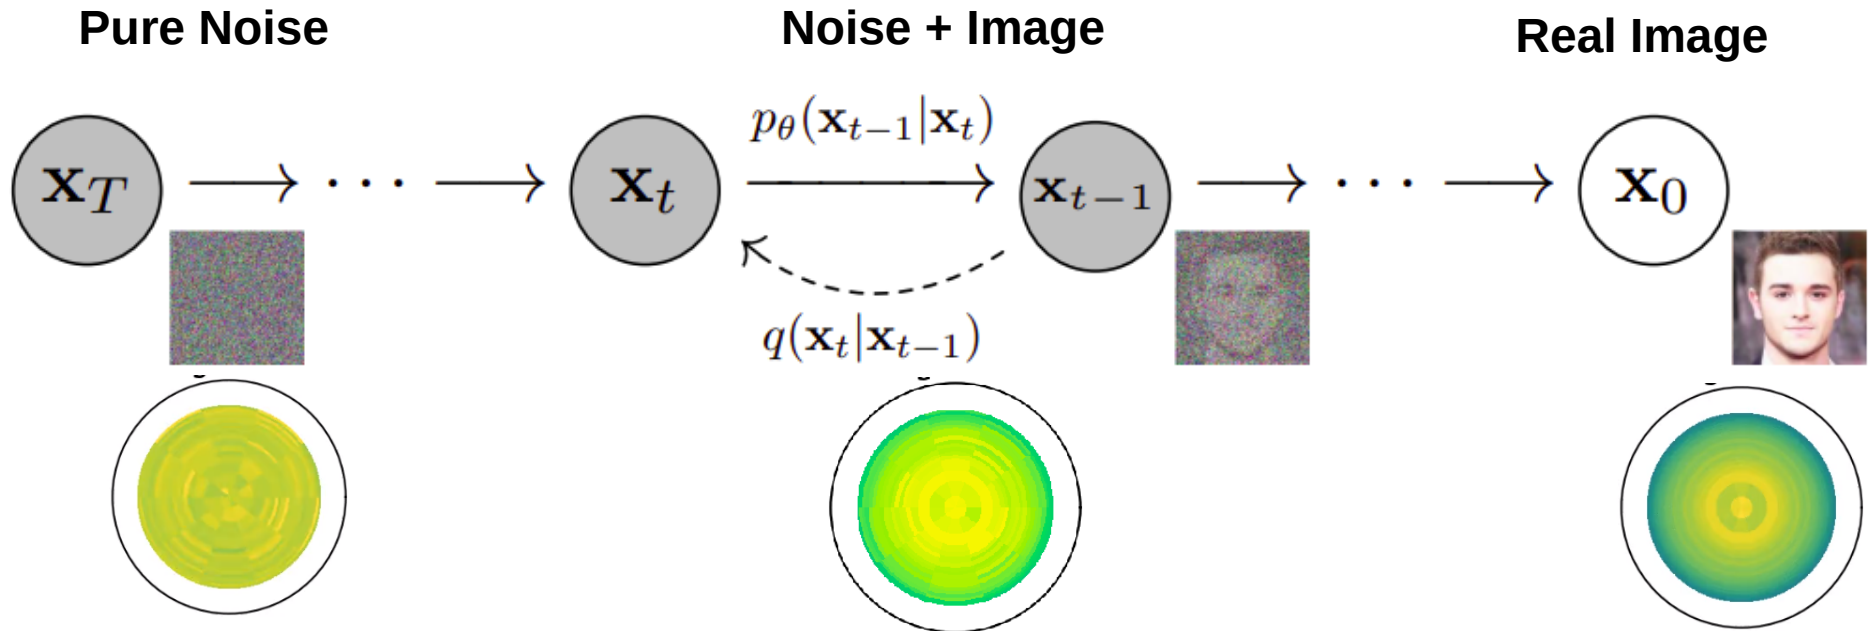 Pure Noise
Noise + Image
Real Image
p_θ(x_{t−1}|x_t)
x_T → ··· → x_t → x_{t−1} → ··· → x_0
q(x_t|x_{t−1})